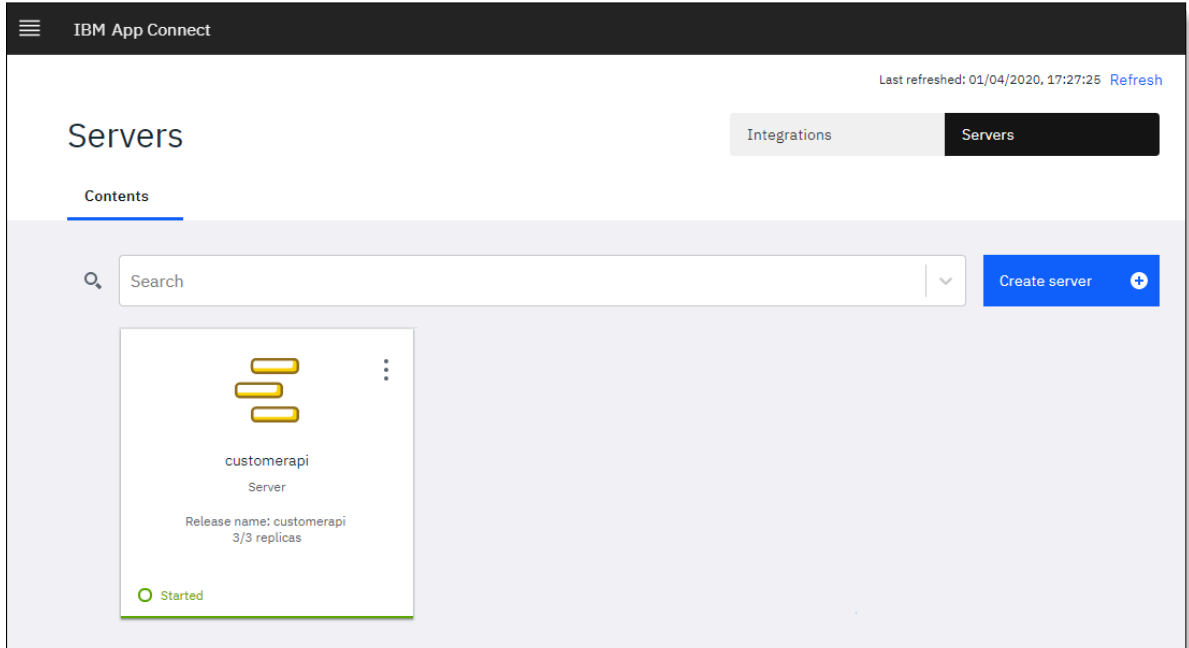 IBM App Connect
Last refreshed: 01/04/2020, 17:27:25 Refresh
Servers
Integrations
Servers
Contents
Search
Create server
customerapi
Server
Release name: customerapi
3/3 replicas
Started